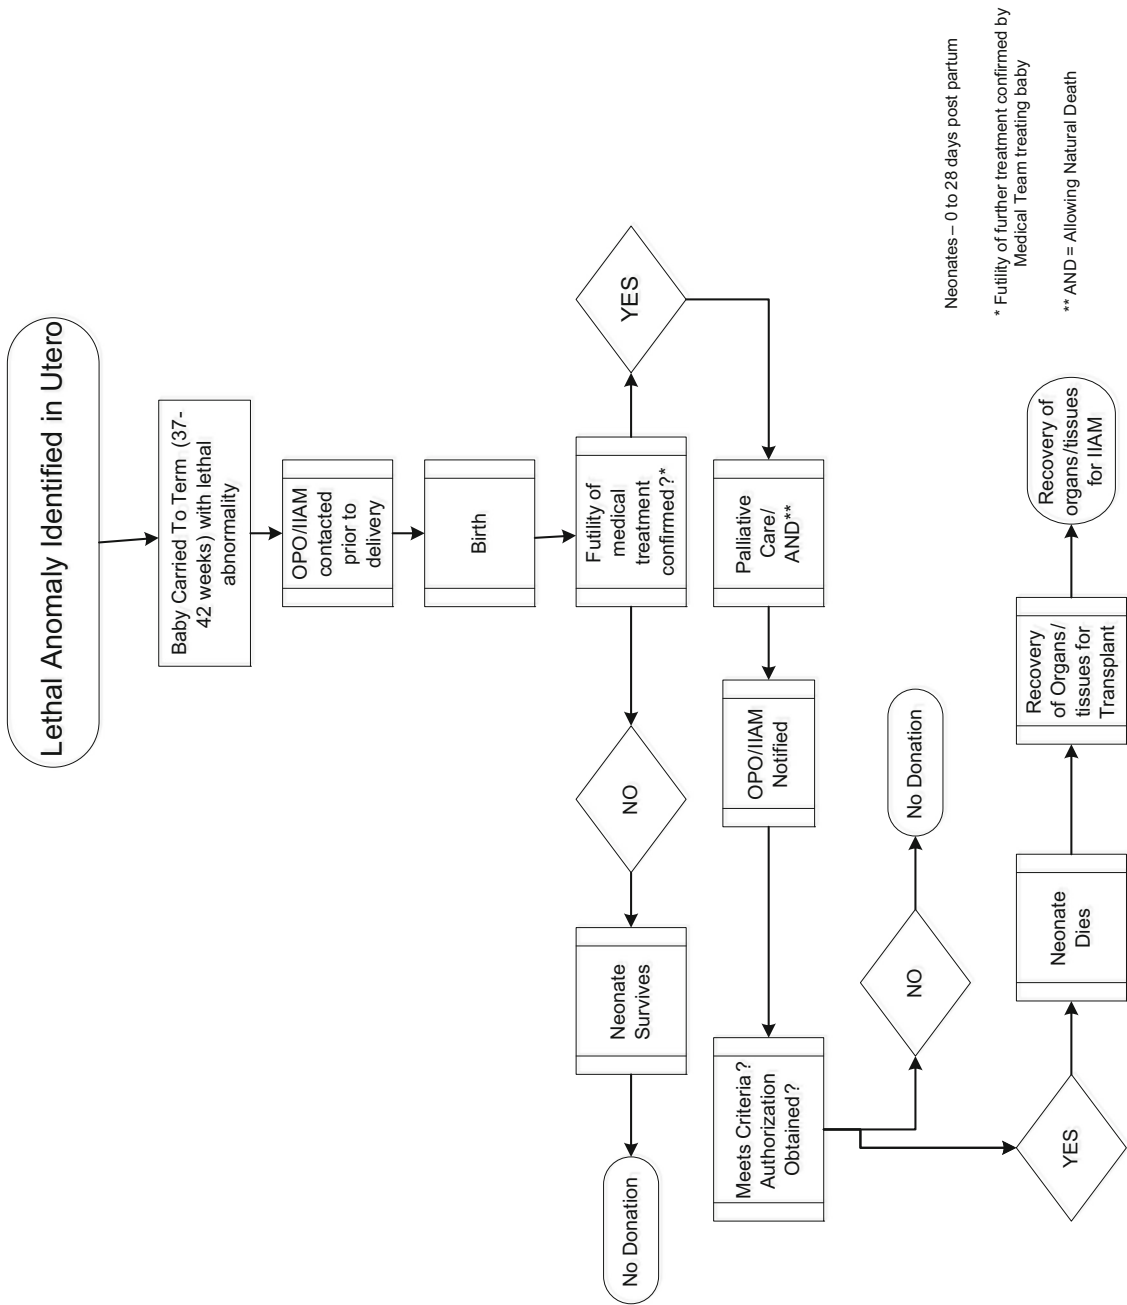 Lethal Anomaly Identified in Utero
Baby Carried To Term (37-
42 weeks) with lethal
abnormality
OPO/IIAM
contacted
prior to
delivery
Birth
Futility of
medical
treatment
confirmed?*
YES
NO
Neonate
Survives
No Donation
Palliative
Care/
AND**
OPO/IIAM
Notified
Meets Criteria?
Authorization
Obtained?
NO
No Donation
YES
Neonate
Dies
Recovery
of Organs/
tissues for
Transplant
Recovery of
organs/tissues
for IIAM
Neonates – 0 to 28 days post partum
* Futility of further treatment confirmed by
Medical Team treating baby
** AND = Allowing Natural Death